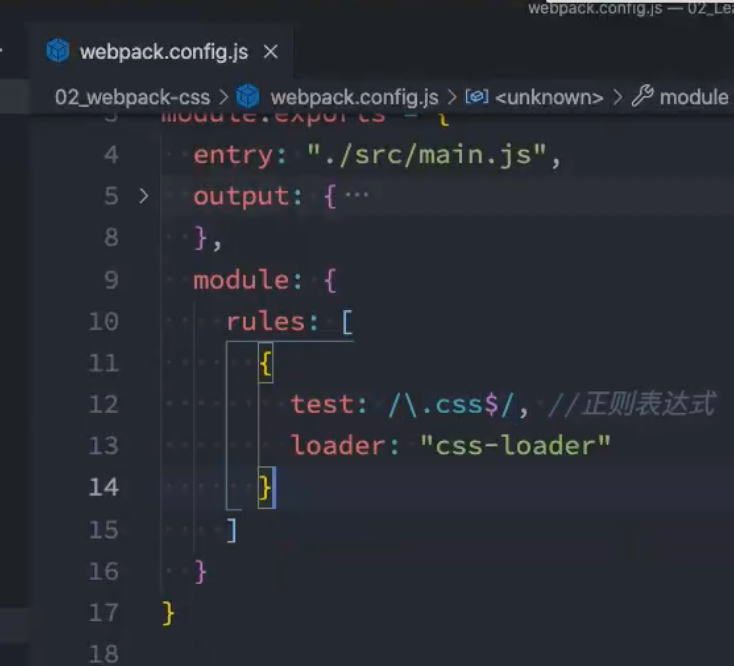 webpack.config.js — 02_Lea
webpack.config.js ×
02_webpack-css > webpack.config.js > <unknown> > module
3 module.exports = {
4 entry: "./src/main.js",
5 > output: { ···
8 },
9 module: {
10 rules: [
11 {
12 test: /\.css$/, //正则表达式
13 loader: "css-loader"
14 }
15 ]
16 }
17 }
18